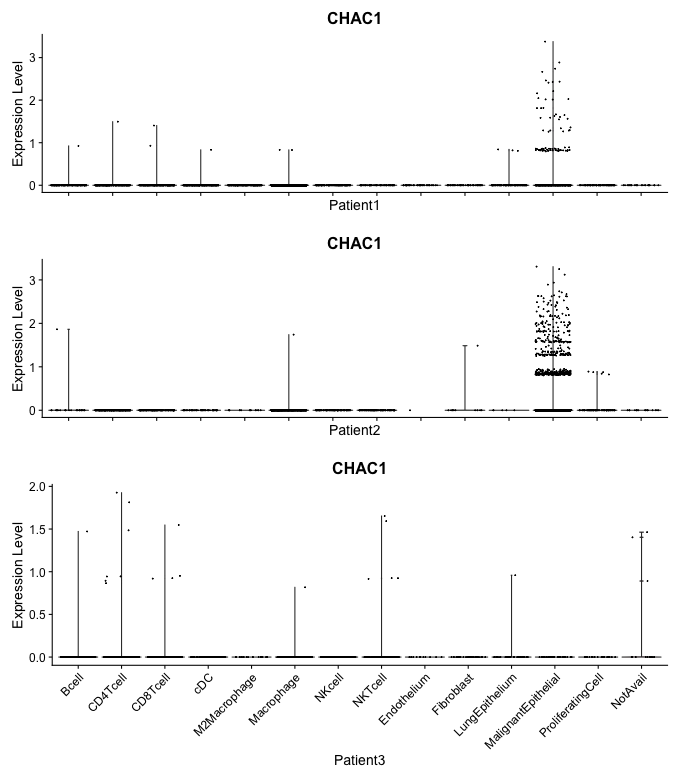 CHAC1
3
2
1
0
Expression Level
Patient1
CHAC1
3
2
1
0
Expression Level
Patient2
CHAC1
2.0
1.5
1.0
0.5
0.0
Expression Level
Bcell
CD4Tcell
CD8Tcell
cDC
M2Macrophage
Macrophage
NKcell
NKTcell
Endothelium
Fibroblast
LungEpithelium
MalignantEpithelial
ProliferatingCell
NotAvail
Patient3